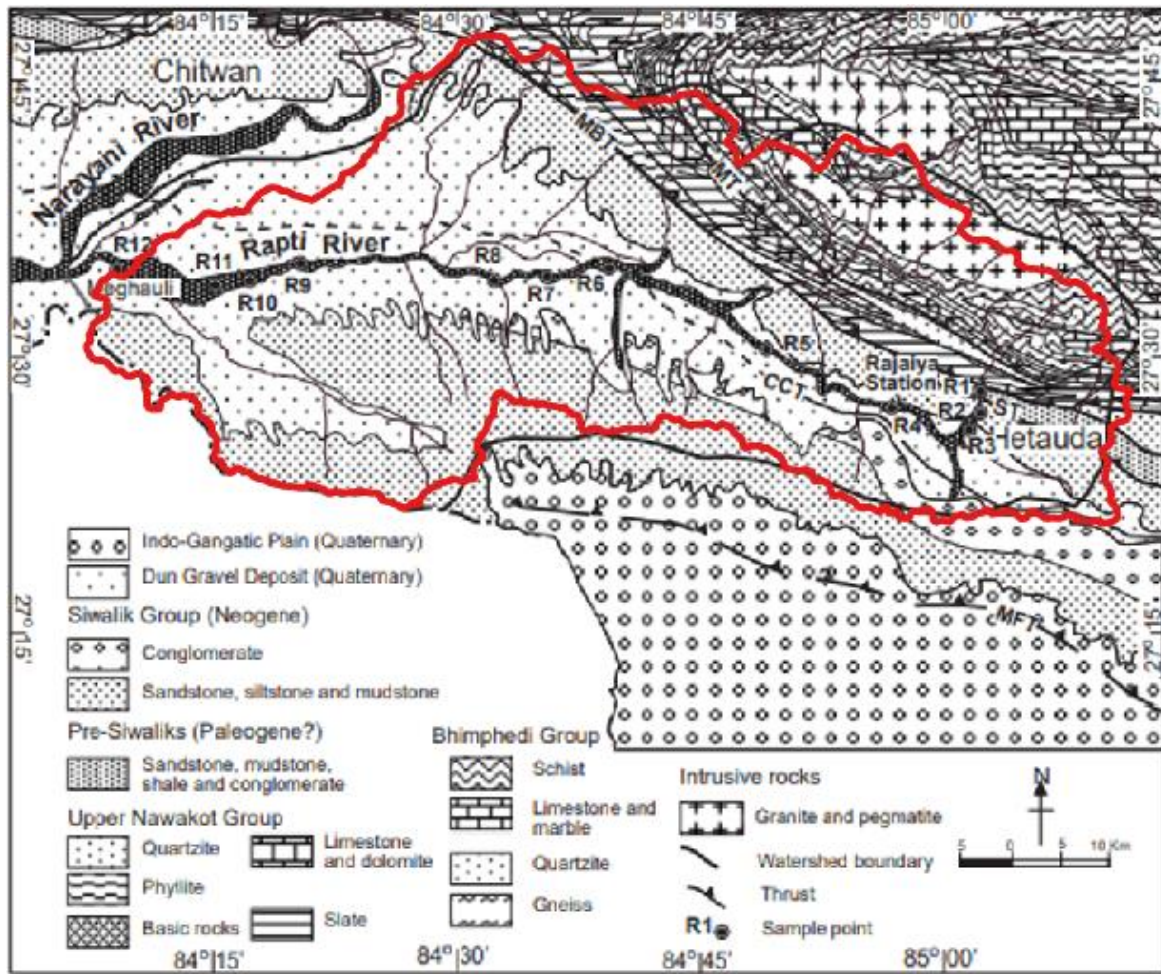 84°15'
84°30'
84°45'
85°00'
27°45'
27°45'
Chitwan
Narayani River
MBT
MT
R12
R11
Rapti River
R8
Meghauli
R10
R9
R7
R6
27°30'
27°30'
R5
Rajaiya
Station
R1
CCT
R2
ST
R4
R3
Hetauda
MFT
27°15'
27°15'
Indo-Gangatic Plain (Quaternary)
Dun Gravel Deposit (Quaternary)
Siwalik Group (Neogene)
Conglomerate
Sandstone, siltstone and mudstone
Pre-Siwaliks (Paleogene?)
Sandstone, mudstone,
shale and conglomerate
Upper Nawakot Group
Quartzite
Phyllite
Basic rocks
Limestone
and dolomite
Slate
Bhimphedi Group
Schist
Limestone and
marble
Quartzite
Gneiss
Intrusive rocks
Granite and pegmatite
Watershed boundary
Thrust
R1 Sample point
N
5 0 5 10 Km
84°15'
84°30'
84°45'
85°00'